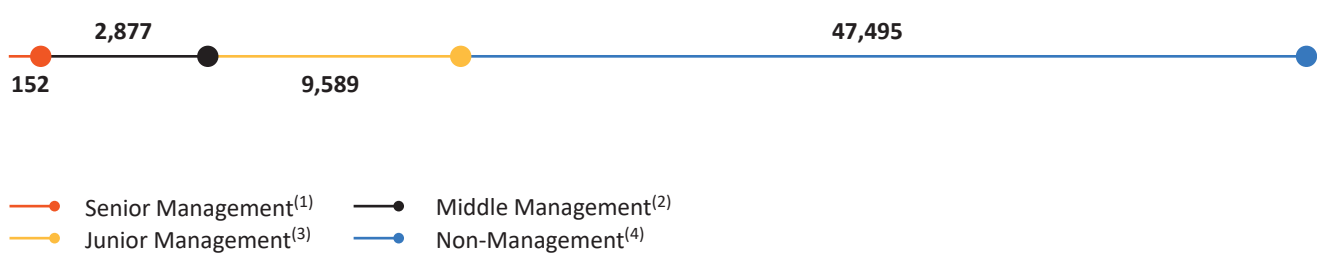 2,877
47,495
152
9,589
Senior Management(1)
Middle Management(2)
Junior Management(3)
Non-Management(4)